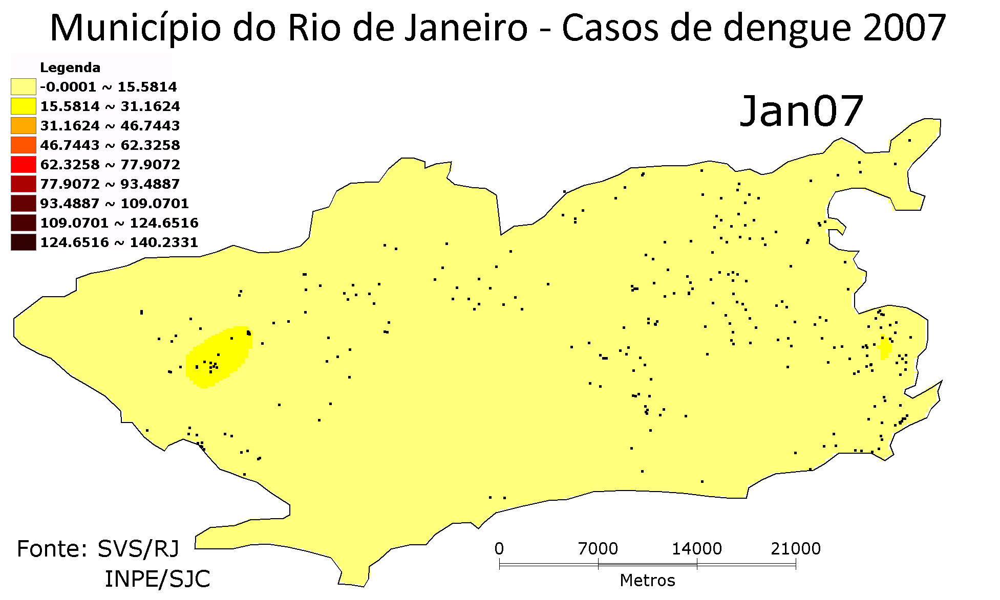 Município do Rio de Janeiro - Casos de dengue 2007
Legenda
-0.0001 ~ 15.5814
15.5814 ~ 31.1624
31.1624 ~ 46.7443
46.7443 ~ 62.3258
62.3258 ~ 77.9072
77.9072 ~ 93.4887
93.4887 ~ 109.0701
109.0701 ~ 124.6516
124.6516 ~ 140.2331
Jan07
Fonte: SVS/RJ
INPE/SJC
0 7000 14000 21000
Metros